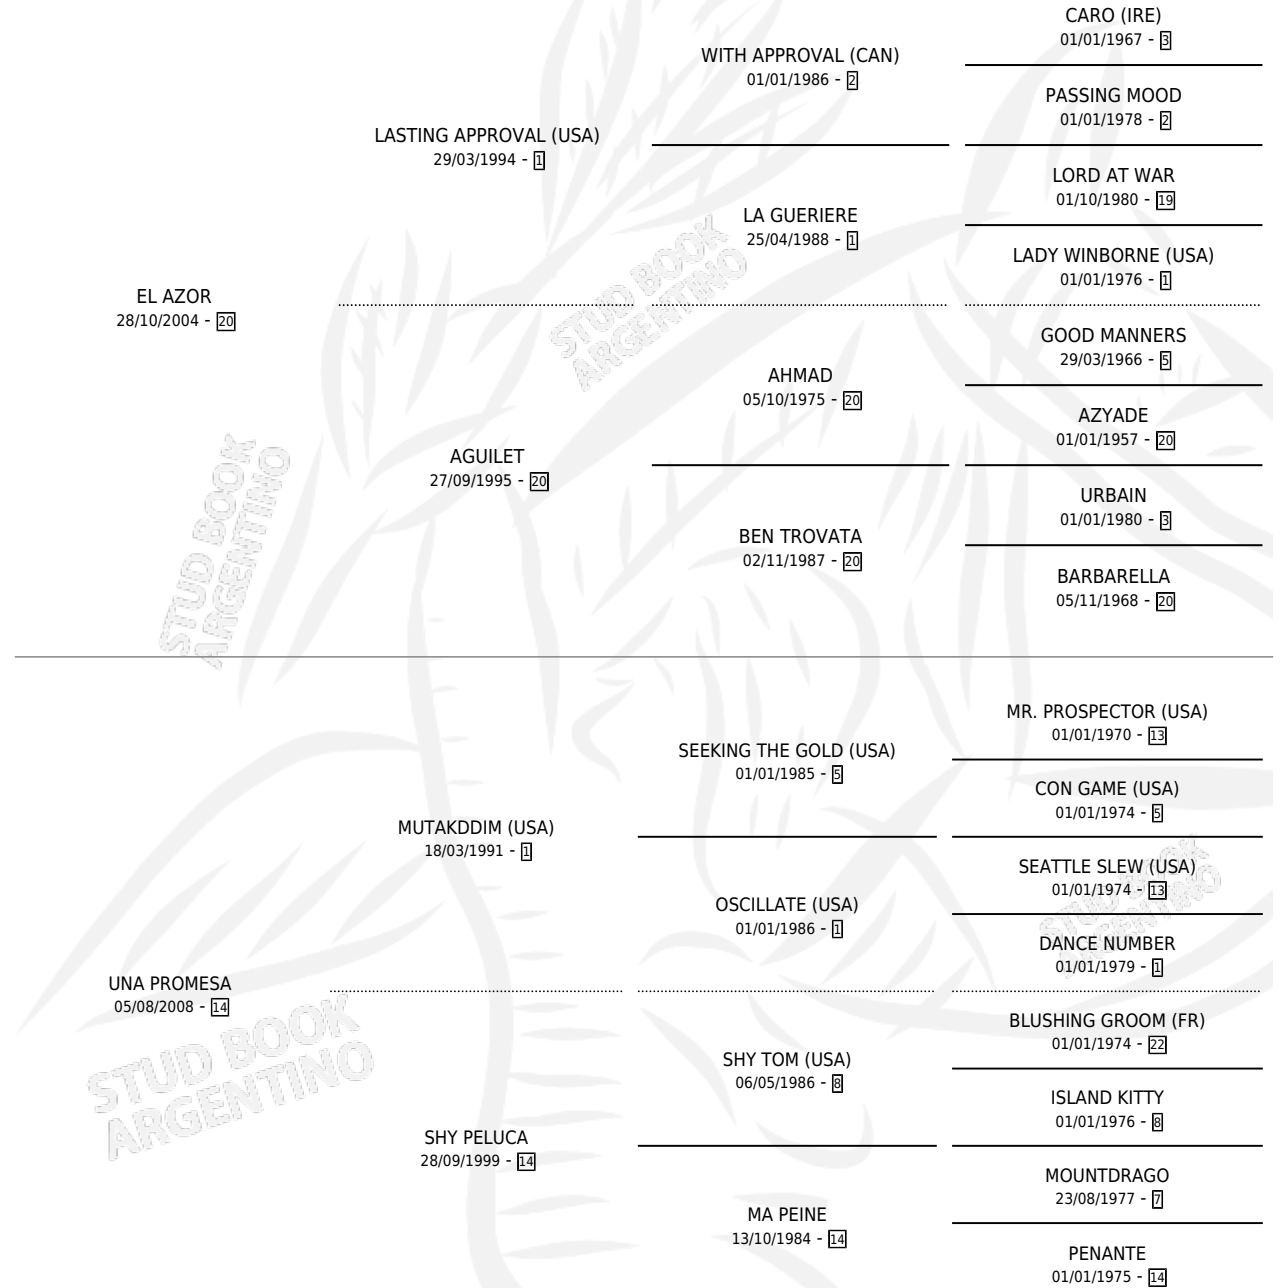 CARO (IRE)
01/01/1967 - 3
WITH APPROVAL (CAN)
01/01/1986 - 2
PASSING MOOD
01/01/1978 - 2
LASTING APPROVAL (USA)
29/03/1994 - 1
LORD AT WAR
01/10/1980 - 19
LA GUERIERE
25/04/1988 - 1
LADY WINBORNE (USA)
01/01/1976 - 1
EL AZOR
28/10/2004 - 20
GOOD MANNERS
29/03/1966 - 5
AHMAD
05/10/1975 - 20
AZYADE
01/01/1957 - 20
AGUILET
27/09/1995 - 20
URBAIN
01/01/1980 - 3
BEN TROVATA
02/11/1987 - 20
BARBARELLA
05/11/1968 - 20
STUD BOOK
ARGENTINO
STUD BOOK
ARGENTINO
MR. PROSPECTOR (USA)
01/01/1970 - 13
SEEKING THE GOLD (USA)
01/01/1985 - 5
CON GAME (USA)
01/01/1974 - 5
MUTAKDDIM (USA)
18/03/1991 - 1
SEATTLE SLEW (USA)
01/01/1974 - 13
OSCILLATE (USA)
01/01/1986 - 1
DANCE NUMBER
01/01/1979 - 1
UNA PROMESA
05/08/2008 - 14
BLUSHING GROOM (FR)
01/01/1974 - 22
SHY TOM (USA)
06/05/1986 - 8
ISLAND KITTY
01/01/1976 - 8
SHY PELUCA
28/09/1999 - 14
MOUNTDRAGO
23/08/1977 - 7
MA PEINE
13/10/1984 - 14
PENANTE
01/01/1975 - 14
STUD BOOK
ARGENTINO
STUD BOOK
ARGENTINO